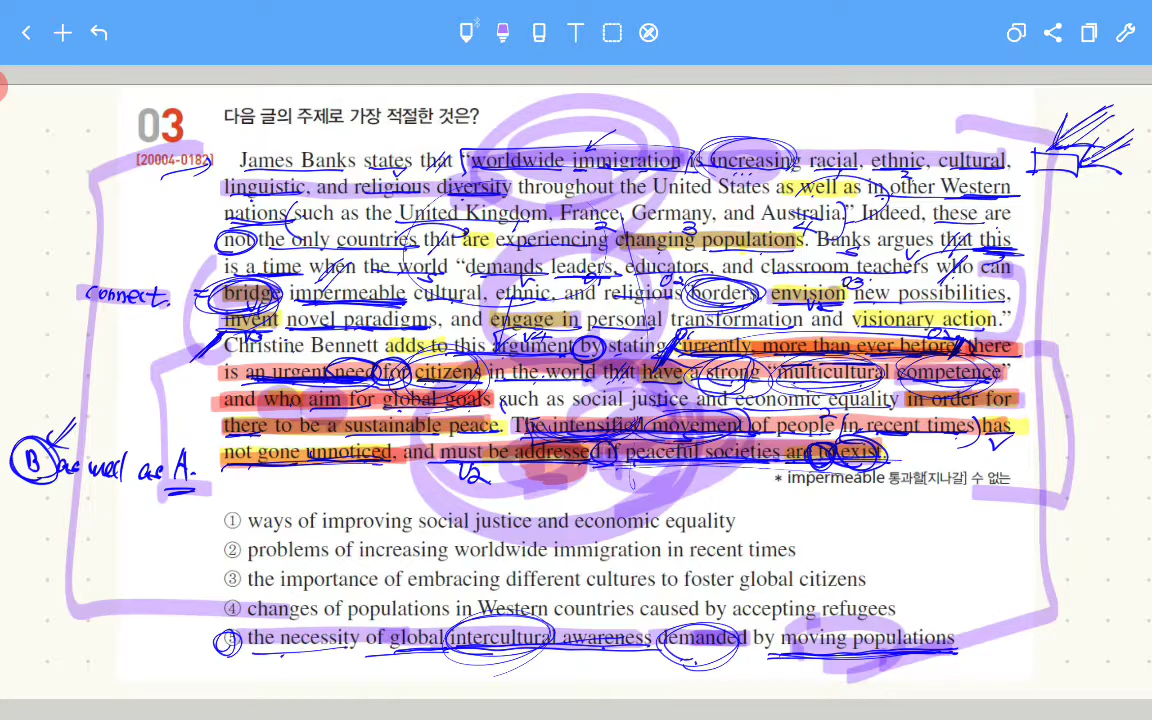 03
[20004-0182]
다음 글의 주제로 가장 적절한 것은?
James Banks states that “worldwide immigration is increasing racial, ethnic, cultural,
linguistic, and religious diversity throughout the United States as well as in other Western
nations such as the United Kingdom, France, Germany, and Australia.” Indeed, these are
not the only countries that are experiencing changing populations. Banks argues that this
is a time when the world “demands leaders, educators, and classroom teachers who can
connect. = bridge impermeable cultural, ethnic, and religious borders, envision new possibilities,
invent novel paradigms, and engage in personal transformation and visionary action.”
Christine Bennett adds to this argument by stating currently, more than ever before, there
is an urgent need for citizens in the world that have a strong “multicultural competence”
and who aim for global goals such as social justice and economic equality in order for
there to be a sustainable peace. The intensified movement of people in recent times has
not gone unnoticed, and must be addressed if peaceful societies are to exist.
B as well as A.
* impermeable 통과할[지나갈] 수 없는
① ways of improving social justice and economic equality
② problems of increasing worldwide immigration in recent times
③ the importance of embracing different cultures to foster global citizens
④ changes of populations in Western countries caused by accepting refugees
⑤ the necessity of global intercultural awareness demanded by moving populations